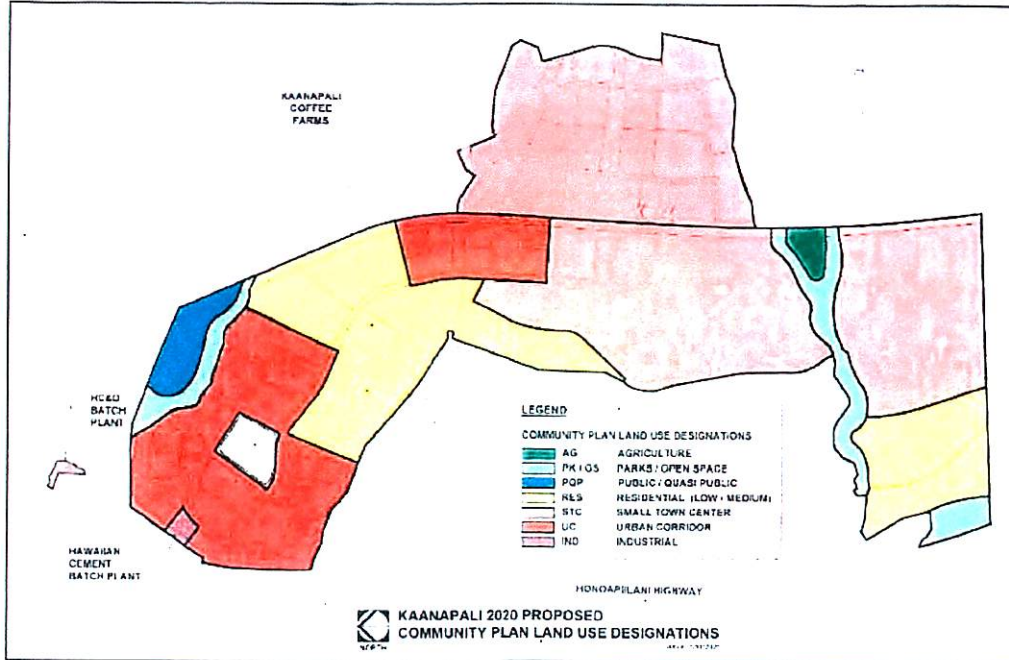 KAANAPALI
COFFEE
FARMS
HC&D
BATCH
PLANT
HAWAIIAN
CEMENT
BATCH PLANT
LEGEND
COMMUNITY PLAN LAND USE DESIGNATIONS
AG AGRICULTURE
PK / OS PARKS / OPEN SPACE
PQP PUBLIC / QUASI PUBLIC
RES RESIDENTIAL (LOW - MEDIUM)
STC SMALL TOWN CENTER
UC URBAN CORRIDOR
IND INDUSTRIAL
HONOAPIILANI HIGHWAY
KAANAPALI 2020 PROPOSED
COMMUNITY PLAN LAND USE DESIGNATIONS
NORTH